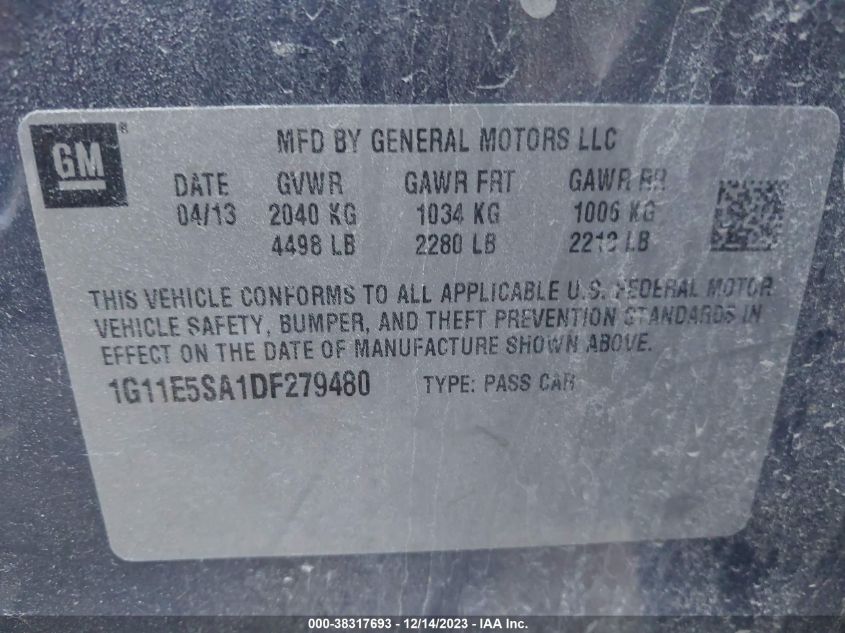 GM®
MFD BY GENERAL MOTORS LLC
DATE GVWR GAWR FRT GAWR RR
04/13 2040 KG 1034 KG 1006 KG
4498 LB 2280 LB 2218 LB
THIS VEHICLE CONFORMS TO ALL APPLICABLE U.S. FEDERAL MOTOR
VEHICLE SAFETY, BUMPER, AND THEFT PREVENTION STANDARDS IN
EFFECT ON THE DATE OF MANUFACTURE SHOWN ABOVE.
1G11E5SA1DF279480 TYPE: PASS CAR
000-38317693 - 12/14/2023 - IAA Inc.